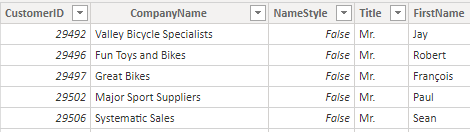 CustomerID CompanyName NameStyle Title FirstName
29492 Valley Bicycle Specialists False Mr. Jay
29496 Fun Toys and Bikes False Mr. Robert
29497 Great Bikes False Mr. François
29502 Major Sport Suppliers False Mr. Paul
29506 Systematic Sales False Mr. Sean